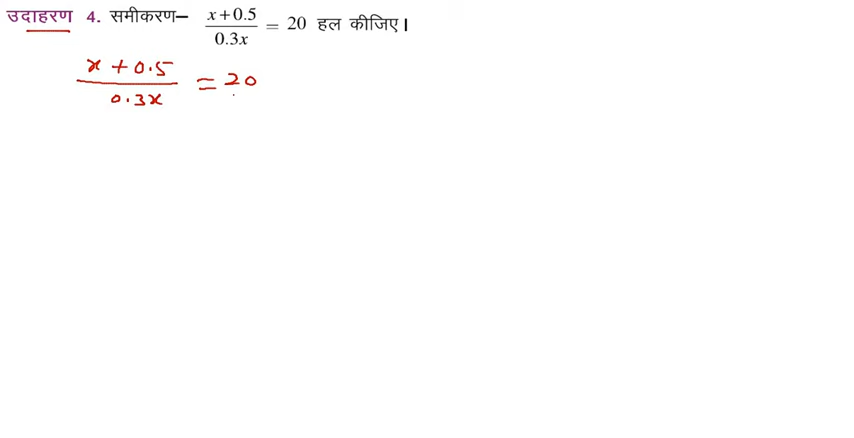 उदाहरण 4. समीकरण– x + 0.5 / 0.3x = 20 हल कीजिए।
x + 0.5 / 0.3x = 20